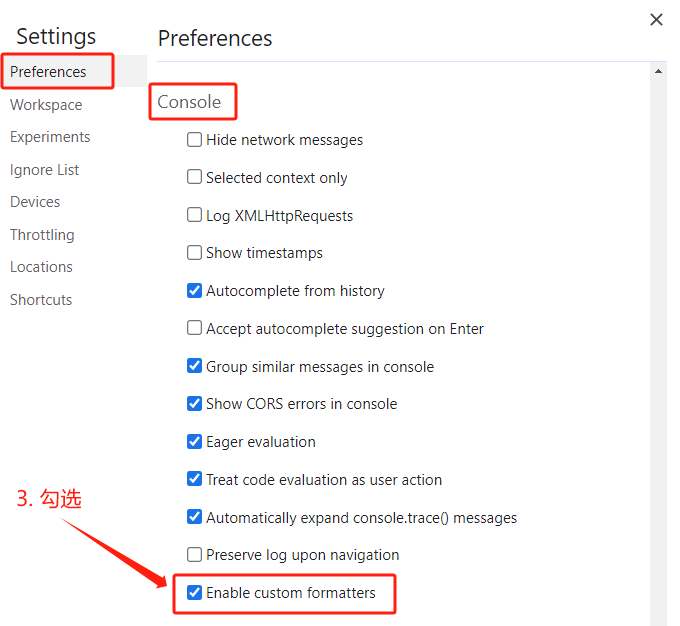 Settings
Preferences
Workspace
Experiments
Ignore List
Devices
Throttling
Locations
Shortcuts
Preferences
Console
Hide network messages
Selected context only
Log XMLHttpRequests
Show timestamps
Autocomplete from history
Accept autocomplete suggestion on Enter
Group similar messages in console
Show CORS errors in console
Eager evaluation
Treat code evaluation as user action
Automatically expand console.trace() messages
Preserve log upon navigation
Enable custom formatters
3. 勾选